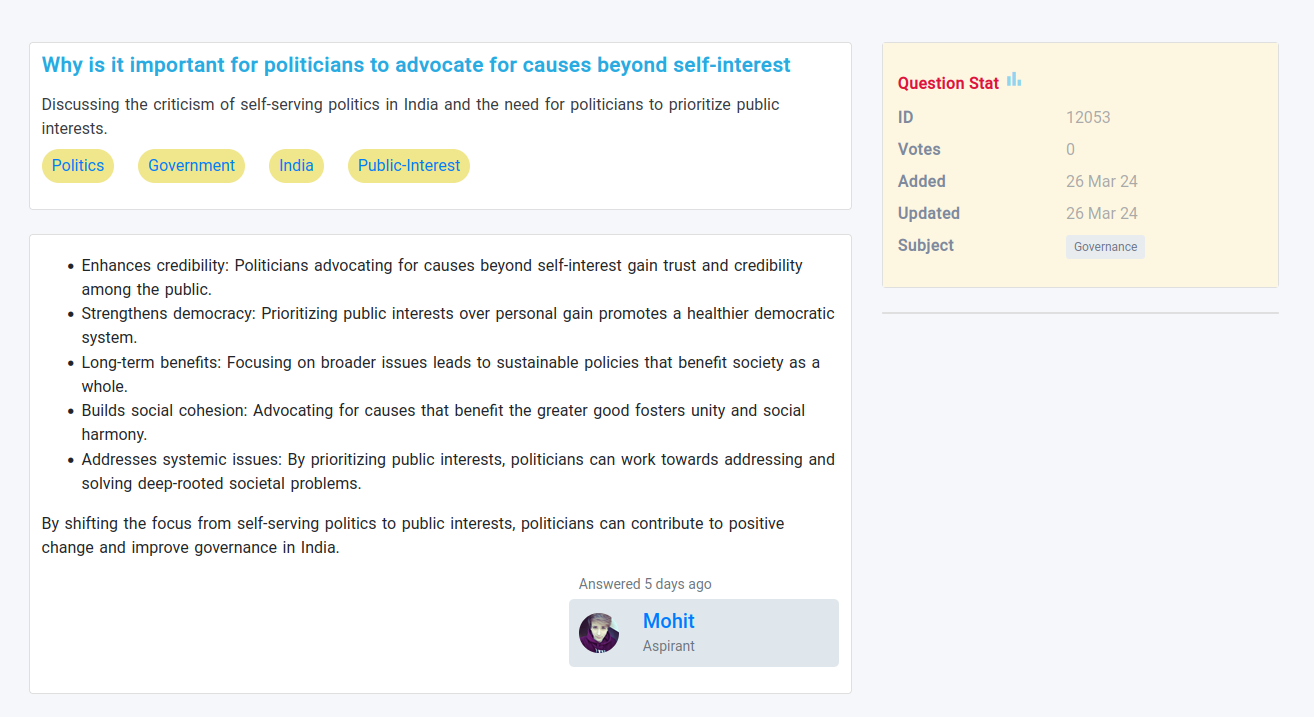 Why is it important for politicians to advocate for causes beyond self-interest
Discussing the criticism of self-serving politics in India and the need for politicians to prioritize public
interests.
Politics Government India Public-Interest
Enhances credibility: Politicians advocating for causes beyond self-interest gain trust and credibility
among the public.
Strengthens democracy: Prioritizing public interests over personal gain promotes a healthier democratic
system.
Long-term benefits: Focusing on broader issues leads to sustainable policies that benefit society as a
whole.
Builds social cohesion: Advocating for causes that benefit the greater good fosters unity and social
harmony.
Addresses systemic issues: By prioritizing public interests, politicians can work towards addressing and
solving deep-rooted societal problems.
By shifting the focus from self-serving politics to public interests, politicians can contribute to positive
change and improve governance in India.
Answered 5 days ago
Mohit
Aspirant
Question Stat
ID 12053
Votes 0
Added 26 Mar 24
Updated 26 Mar 24
Subject Governance